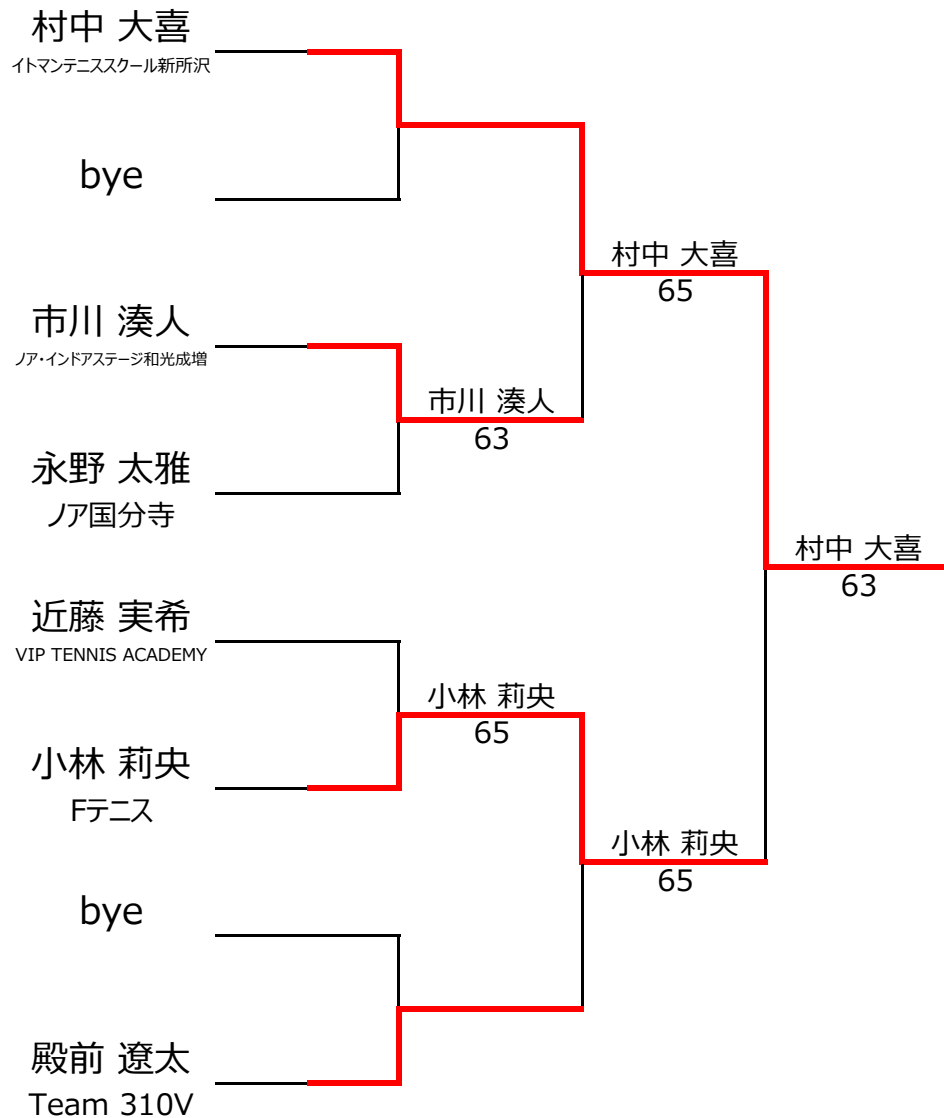 村中 大喜
イトマンテニススクール新所沢
bye
市川 湊人
ノア・インドアステージ和光成増
永野 太雅
ノア国分寺
近藤 実希
VIP TENNIS ACADEMY
小林 莉央
Fテニス
bye
殿前 遼太
Team 310V
市川 湊人
63
小林 莉央
65
村中 大喜
65
小林 莉央
65
村中 大喜
63